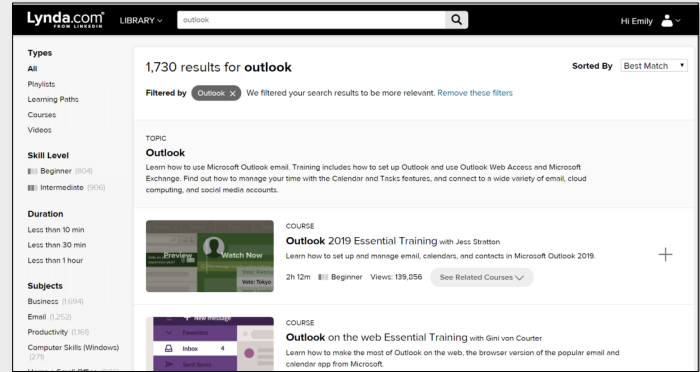 Lynda.com
FROM LINKEDIN
LIBRARY
outlook
Hi Emily
Types
All
Playlists
Learning Paths
Courses
Videos
Skill Level
Beginner (804)
Intermediate (906)
Duration
Less than 10 min
Less than 30 min
Less than 1 hour
Subjects
Business (1,694)
Email (1,252)
Productivity (1,161)
Computer Skills (Windows)
(271)
1,730 results for outlook
Sorted By Best Match
Filtered by Outlook X We filtered your search results to be more relevant. Remove these filters
TOPIC
Outlook
Learn how to use Microsoft Outlook email. Training includes how to set up Outlook and use Outlook Web Access and Microsoft
Exchange. Find out how to manage your time with the Calendar and Tasks features, and connect to a wide variety of email, cloud
computing, and social media accounts.
Preview
Watch Now
Vote: Tokyo
COURSE
Outlook 2019 Essential Training with Jess Stratton
Learn how to set up and manage email, calendars, and contacts in Microsoft Outlook 2019.
2h 12m Beginner Views: 139,856 See Related Courses
New message
Favorites
Inbox 4
Sent Items
COURSE
Outlook on the web Essential Training with Gini von Courter
Learn how to make the most of Outlook on the web, the browser version of the popular email and
calendar app from Microsoft.